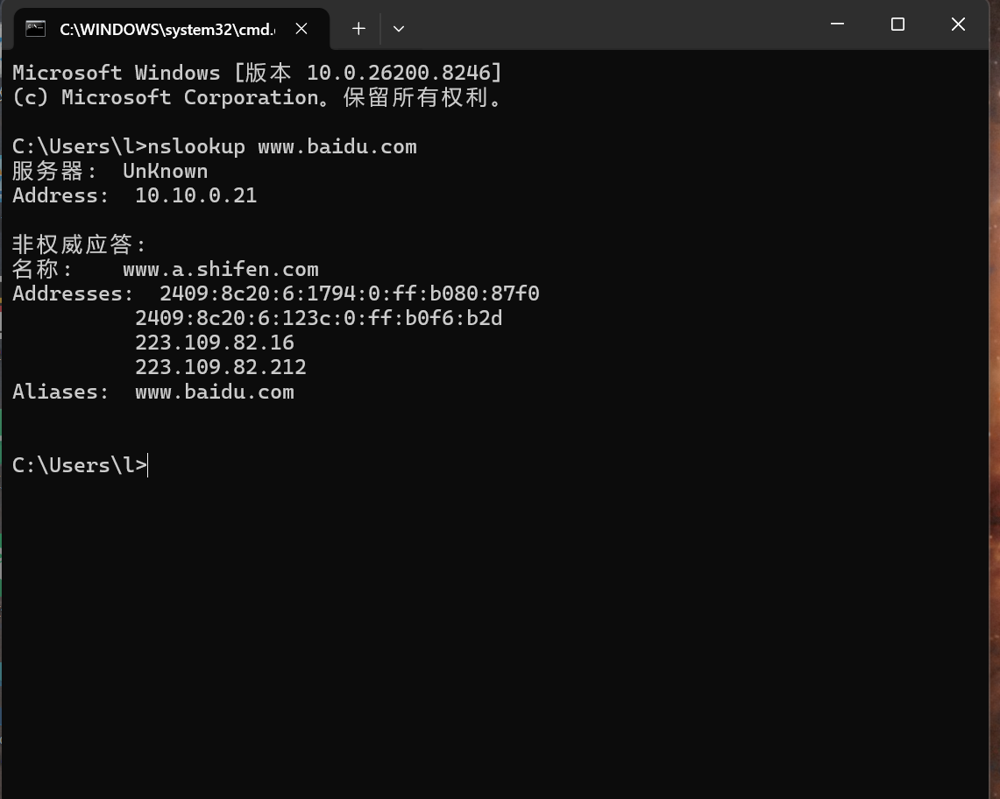 C:\WINDOWS\system32\cmd.
Microsoft Windows [版本 10.0.26200.8246]
(c) Microsoft Corporation。保留所有权利。
C:\Users\l>nslookup www.baidu.com
服务器:  UnKnown
Address:  10.10.0.21
非权威应答:
名称:    www.a.shifen.com
Addresses:  2409:8c20:6:1794:0:ff:b080:87f0
2409:8c20:6:123c:0:ff:b0f6:b2d
223.109.82.16
223.109.82.212
Aliases:  www.baidu.com
C:\Users\l>